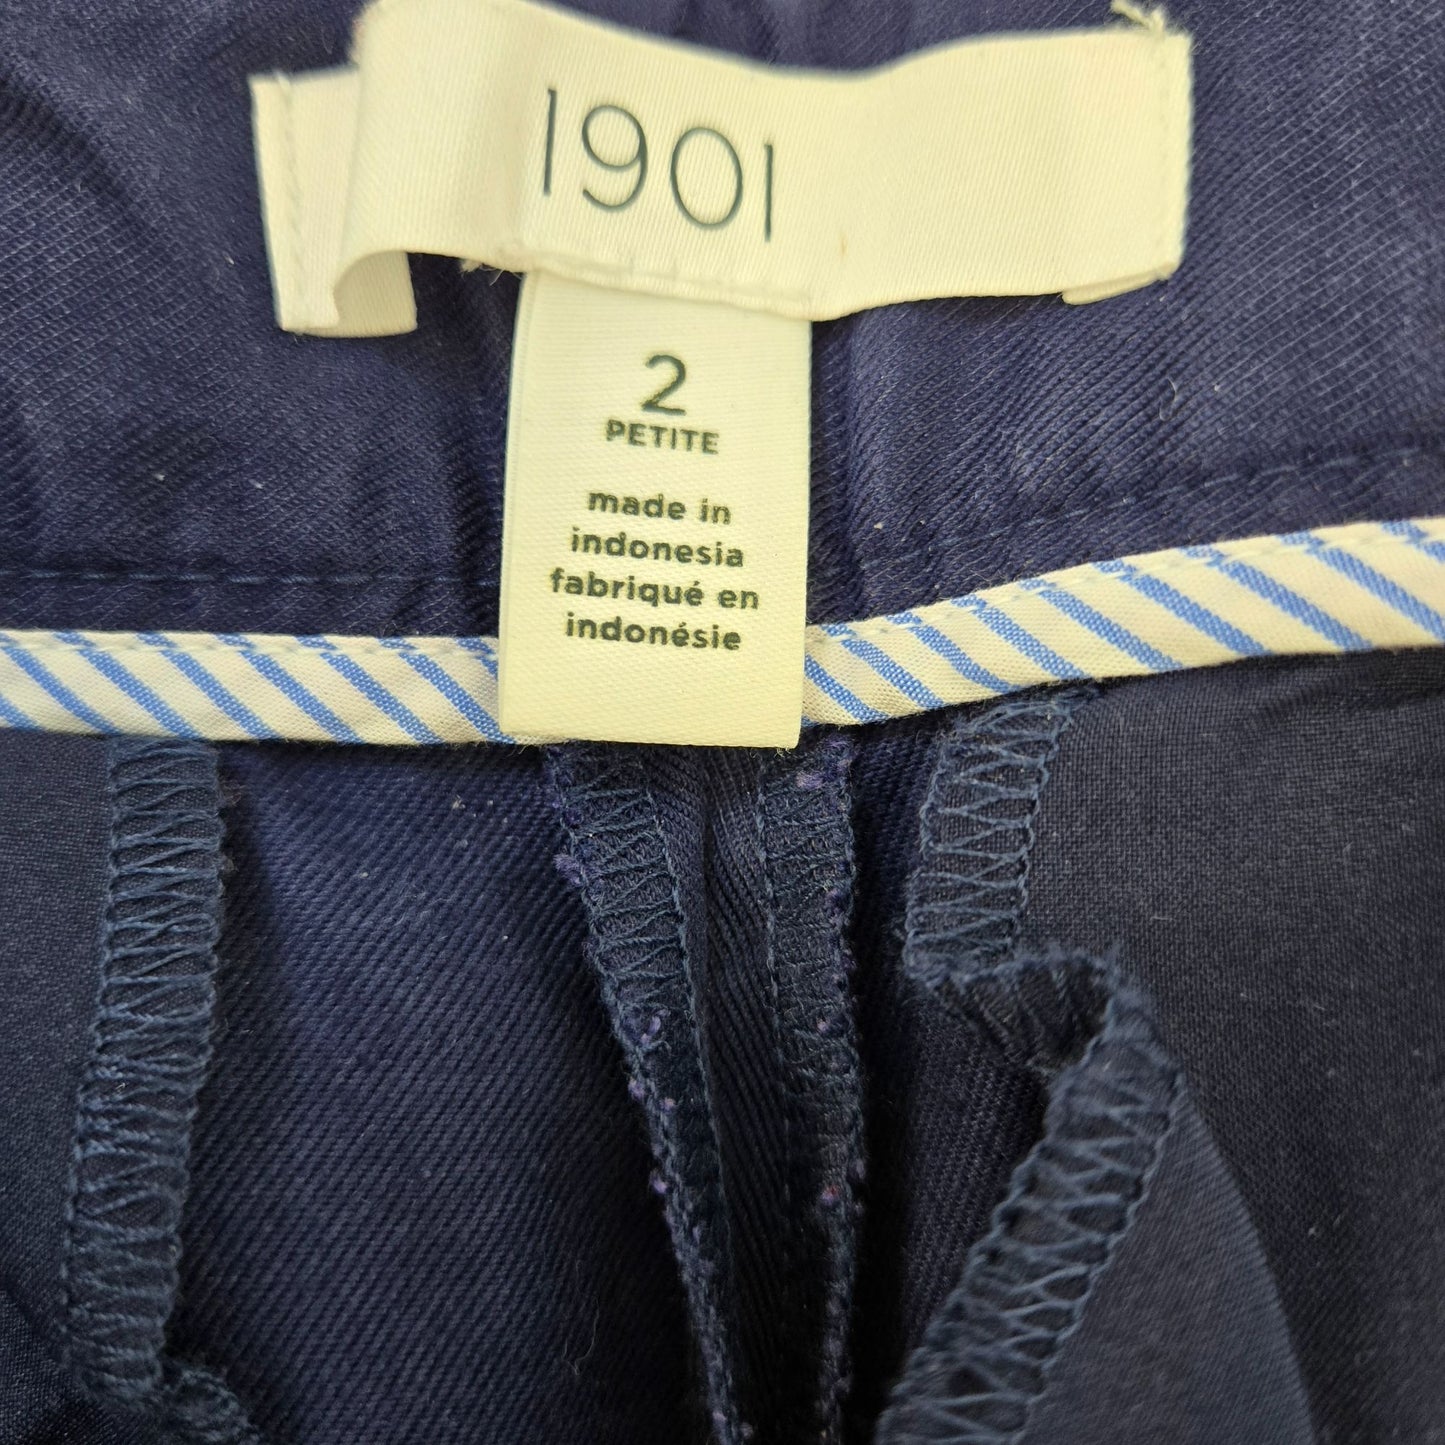 1901
2
PETITE
made in
indonesia
fabriqué en
indonésie